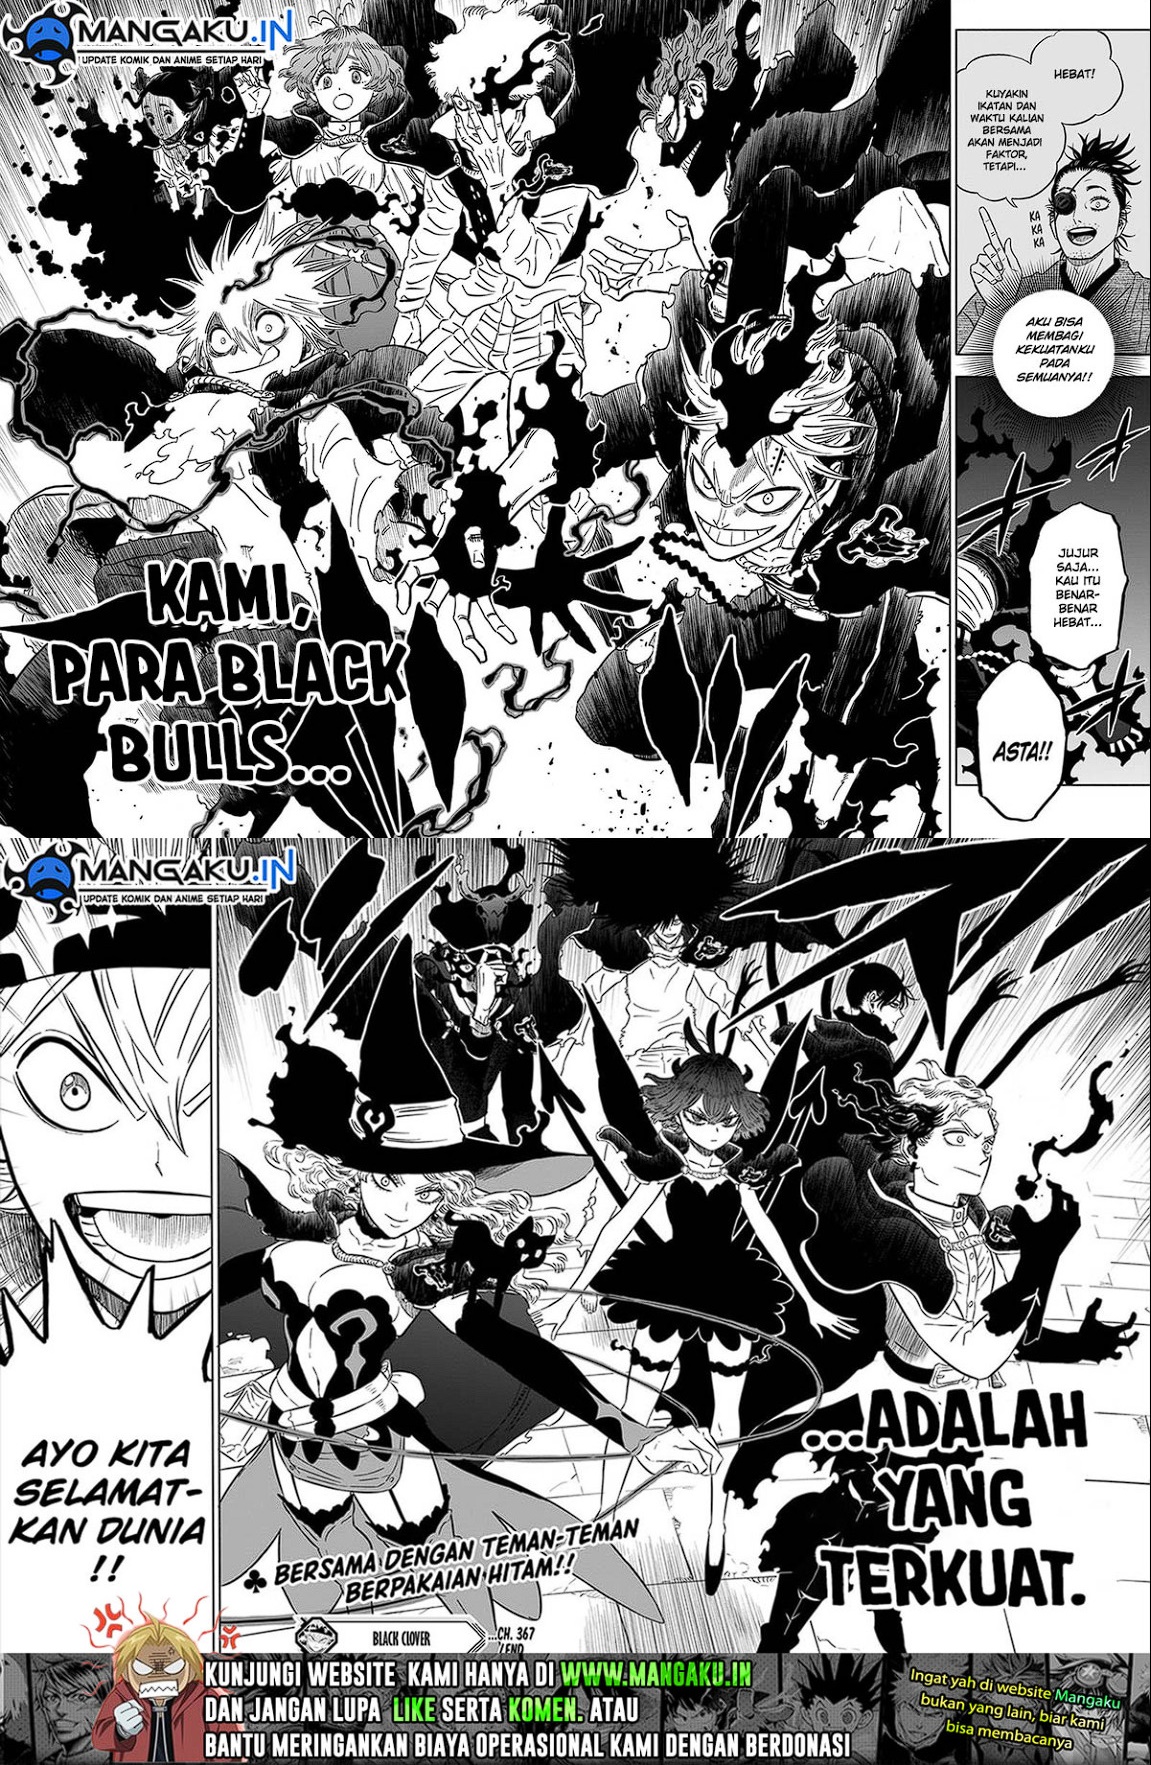 MANGAKU.IN
UPDATE KOMIK DAN ANIME SETIAP HARI
HEBAT!
KUYAKIN
IKATAN DAN
WAKTU KALIAN
BERSAMA
AKAN MENJADI
FAKTOR,
TETAPI...
KA
KA
KA
AKU BISA
MEMBAGI
KEKUATANKU
PADA
SEMUANYA!!
JUJUR
SAJA...
KAU ITU
BENAR-
BENAR
HEBAT...
ASTA!!
KAMI,
PARA BLACK
BULLS...
MANGAKU.IN
UPDATE KOMIK DAN ANIME SETIAP HARI
AYO KITA
SELAMAT-
KAN DUNIA
!!
...ADALAH
YANG
TERKUAT.
♣ BERSAMA DENGAN TEMAN-TEMAN
BERPAKAIAN HITAM!!
BLACK CLOVER
...CH. 367
/ END
KUNJUNGI WEBSITE KAMI HANYA DI WWW.MANGAKU.IN
DAN JANGAN LUPA LIKE SERTA KOMEN. ATAU
BANTU MERINGANKAN BIAYA OPERASIONAL KAMI DENGAN BERDONASI
Ingat yah di website Mangaku
bukan yang lain, biar kami
bisa membacanya